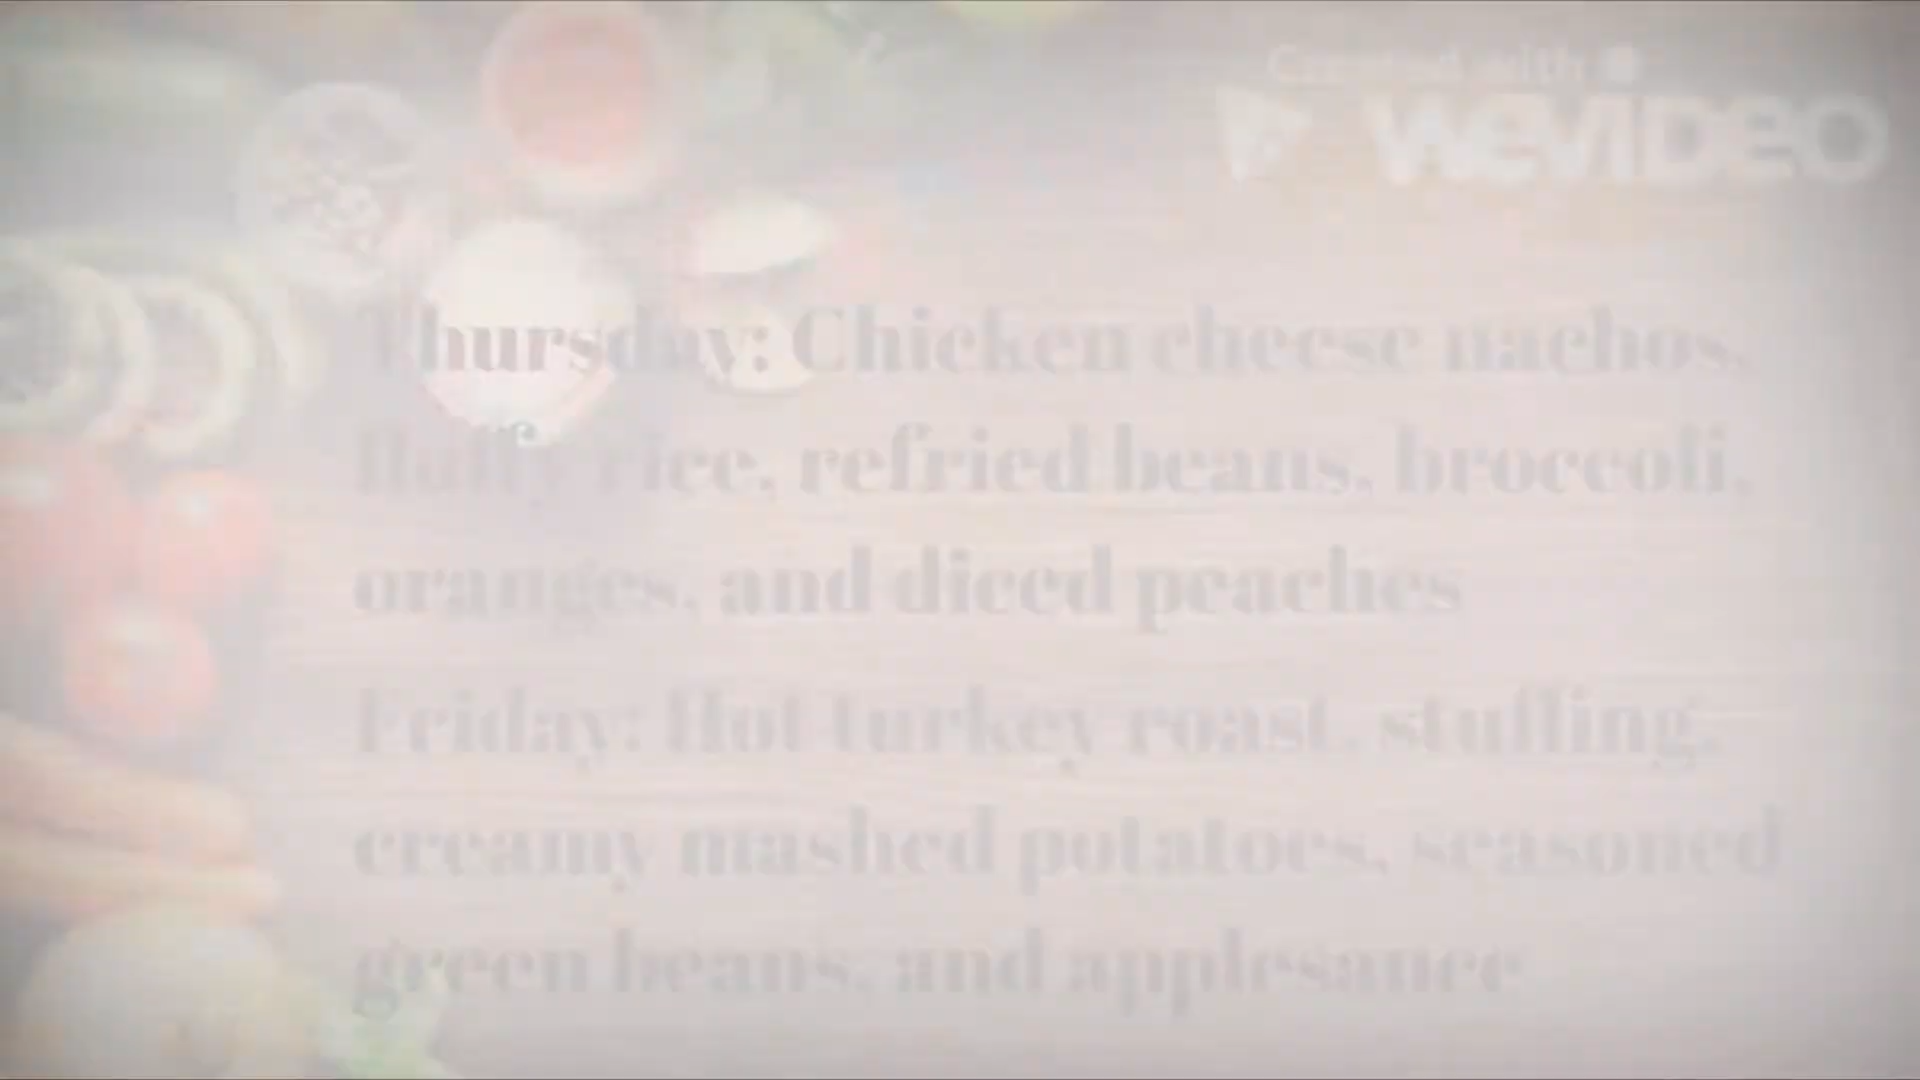 Created with
WEVIDEO
Thursday: Chicken cheese nachos,
fluffy rice, refried beans, broccoli,
oranges, and diced peaches
Friday: Hot turkey roast, stuffing,
creamy mashed potatoes, seasoned
green beans, and applesauce